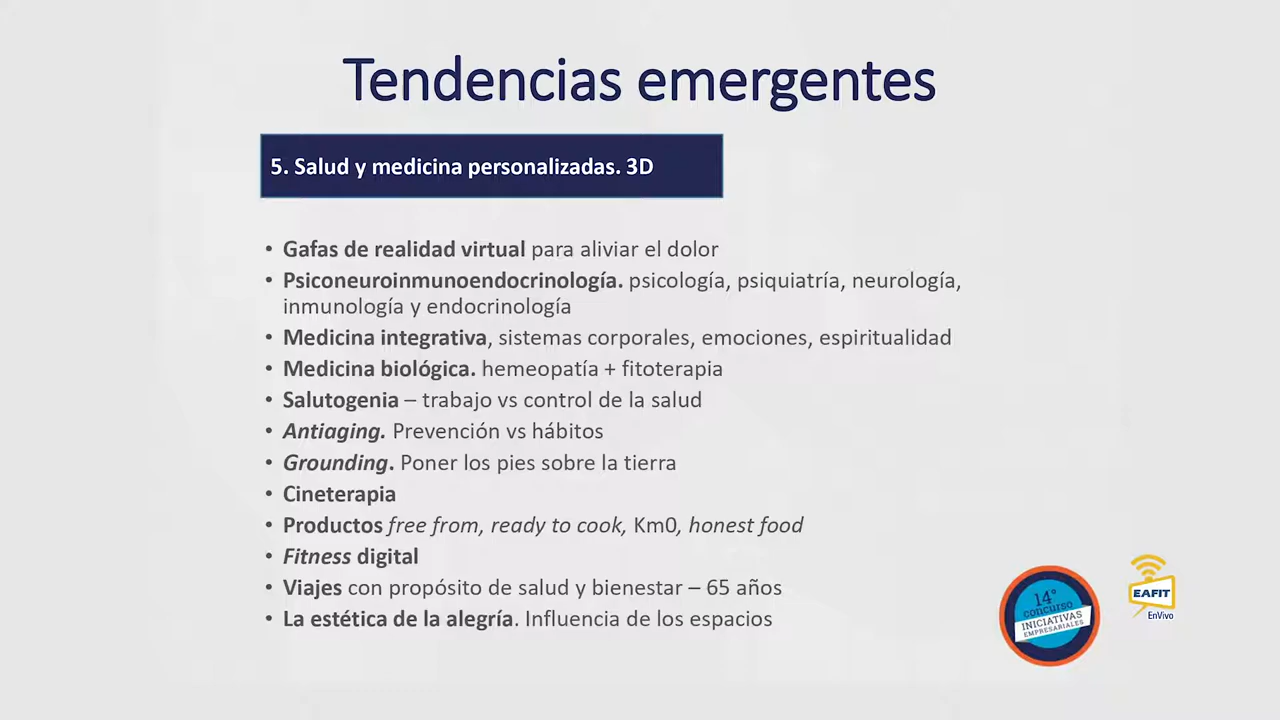 Tendencias emergentes
5. Salud y medicina personalizadas. 3D
• Gafas de realidad virtual para aliviar el dolor
• Psiconeuroinmunoendocrinología. psicología, psiquiatría, neurología,
inmunología y endocrinología
• Medicina integrativa, sistemas corporales, emociones, espiritualidad
• Medicina biológica. hemeopatía + fitoterapia
• Salutogenia – trabajo vs control de la salud
• Antiaging. Prevención vs hábitos
• Grounding. Poner los pies sobre la tierra
• Cineterapia
• Productos free from, ready to cook, Km0, honest food
• Fitness digital
• Viajes con propósito de salud y bienestar – 65 años
• La estética de la alegría. Influencia de los espacios
14°
concurso
INICIATIVAS
EMPRESARIALES
EAFIT
EnVivo